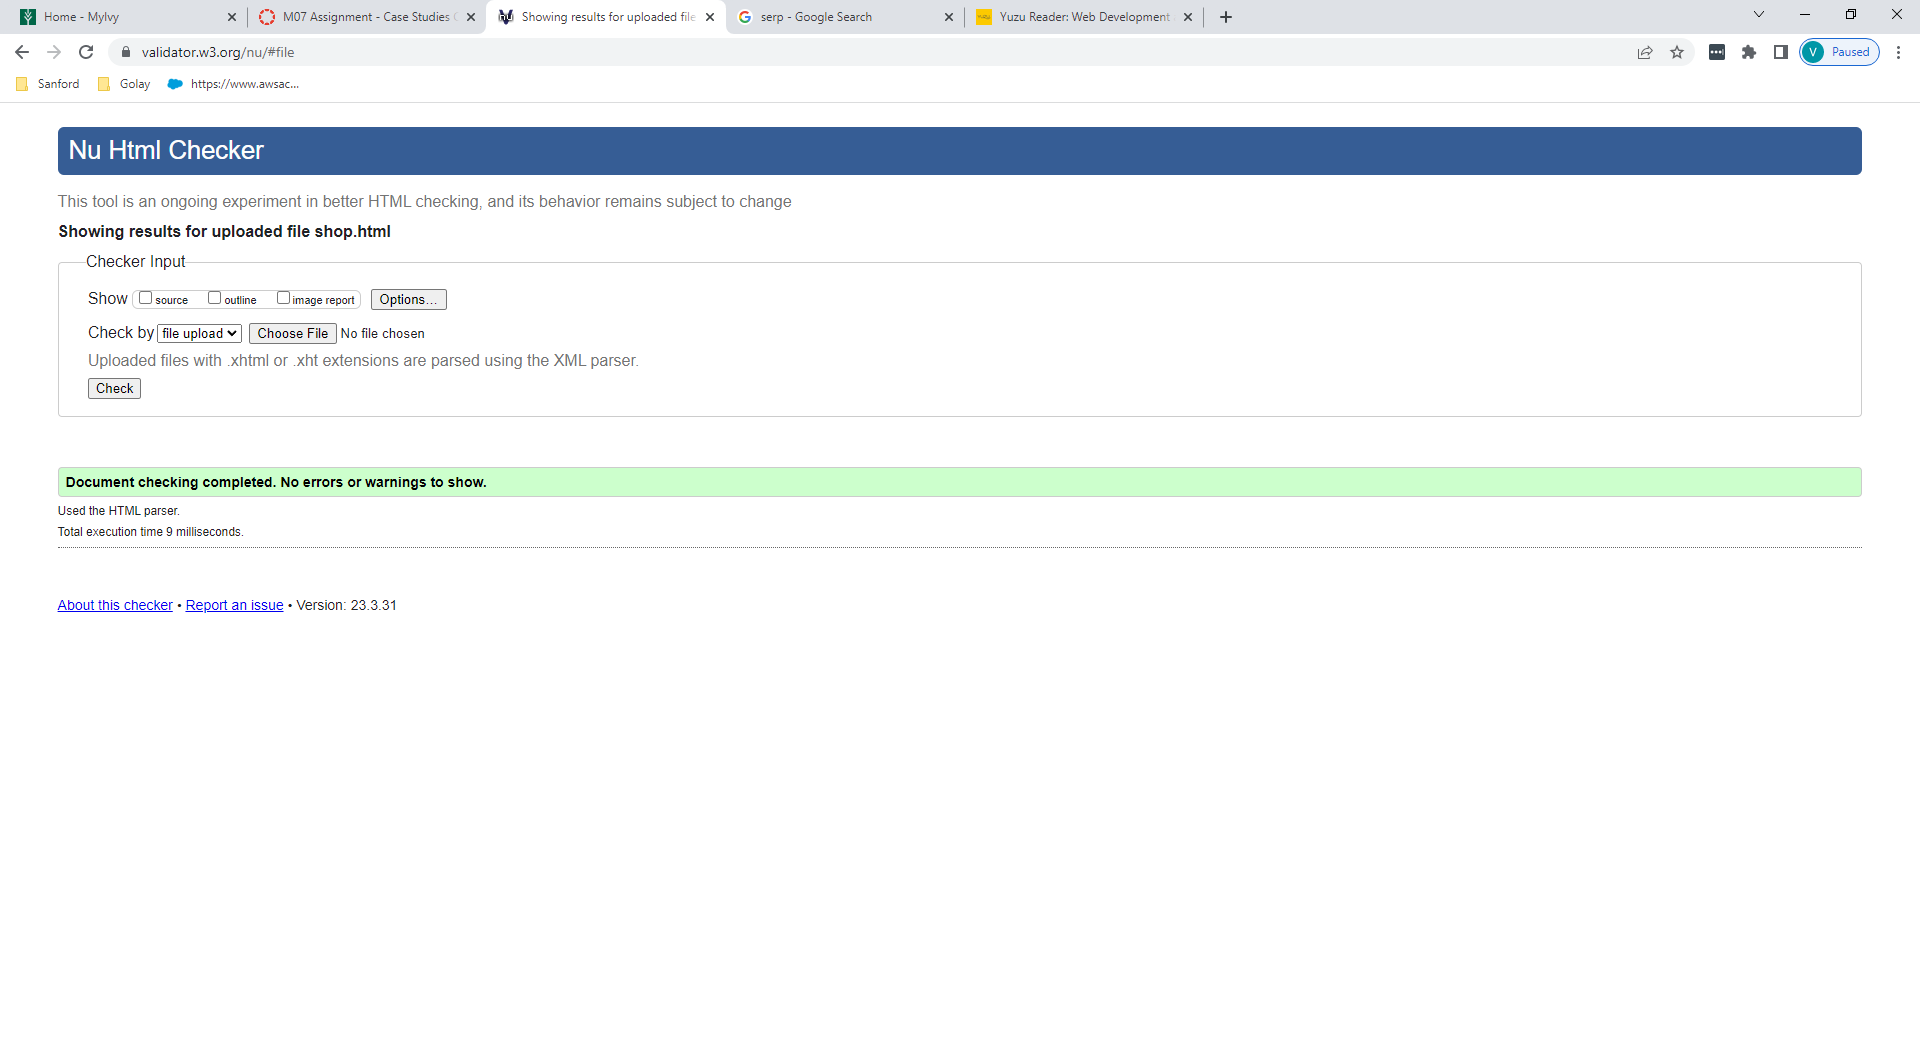 Home - MyIvy
M07 Assignment - Case Studies C
Showing results for uploaded file
serp - Google Search
Yuzu Reader: Web Development
validator.w3.org/nu/#file
V Paused
Sanford
Golay
https://www.awsac...
Nu Html Checker
This tool is an ongoing experiment in better HTML checking, and its behavior remains subject to change
Showing results for uploaded file shop.html
Checker Input
Show source outline image report Options...
Check by file upload Choose File No file chosen
Uploaded files with .xhtml or .xht extensions are parsed using the XML parser.
Check
Document checking completed. No errors or warnings to show.
Used the HTML parser.
Total execution time 9 milliseconds.
About this checker • Report an issue • Version: 23.3.31